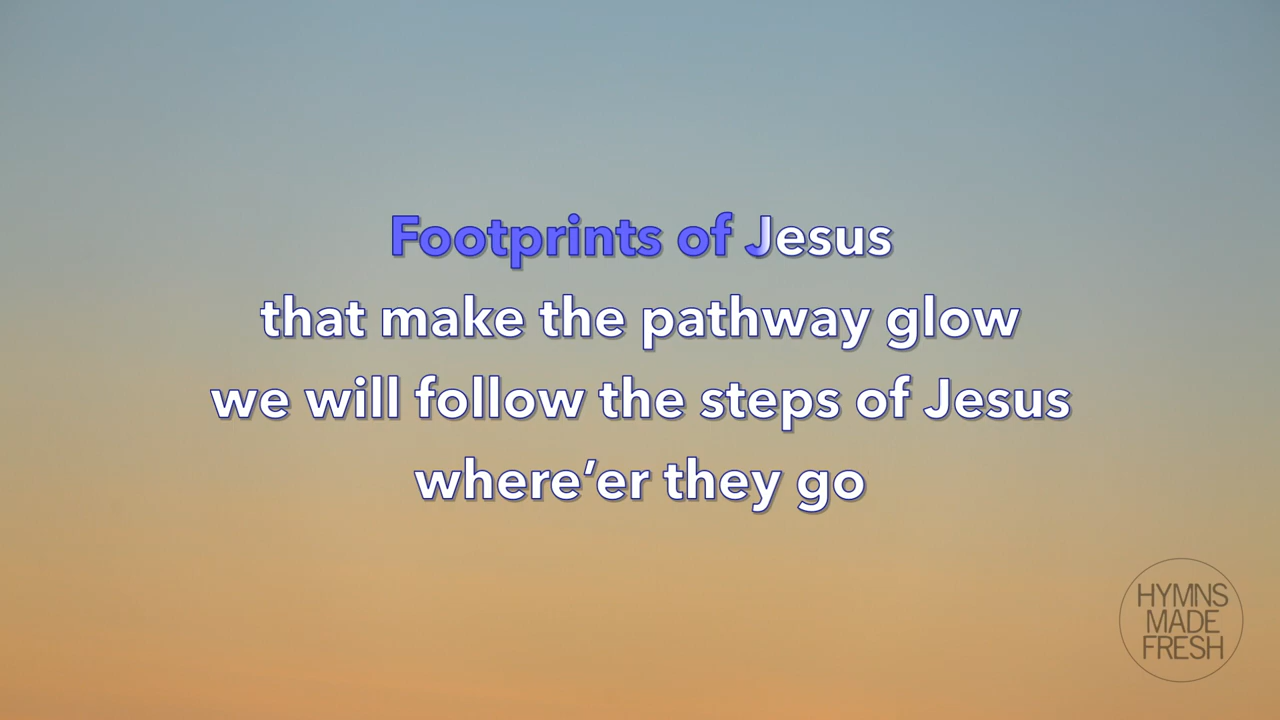 Footprints of Jesus
that make the pathway glow
we will follow the steps of Jesus
where’er they go
HYMNS
MADE
FRESH